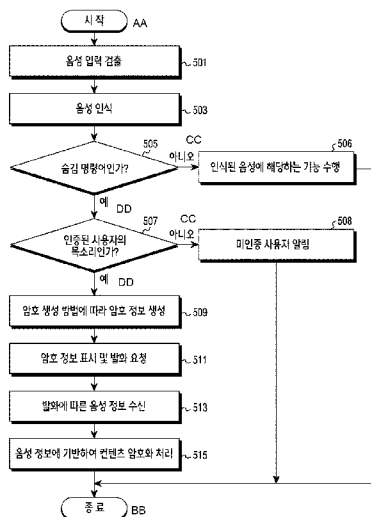 시 작 AA
음성 입력 검출 501
음성 인식 503
505 CC 506
숨김 명령어인가? 아니오 인식된 음성에 해당하는 기능 수행
예 DD
507 CC 508
인증된 사용자의 아니오 미인증 사용자 알림
목소리인가?
예 DD
암호 생성 방법에 따라 암호 정보 생성 509
암호 정보 표시 및 발화 요청 511
발화에 따른 음성 정보 수신 513
음성 정보에 기반하여 컨텐츠 암호화 처리 515
종 료 BB